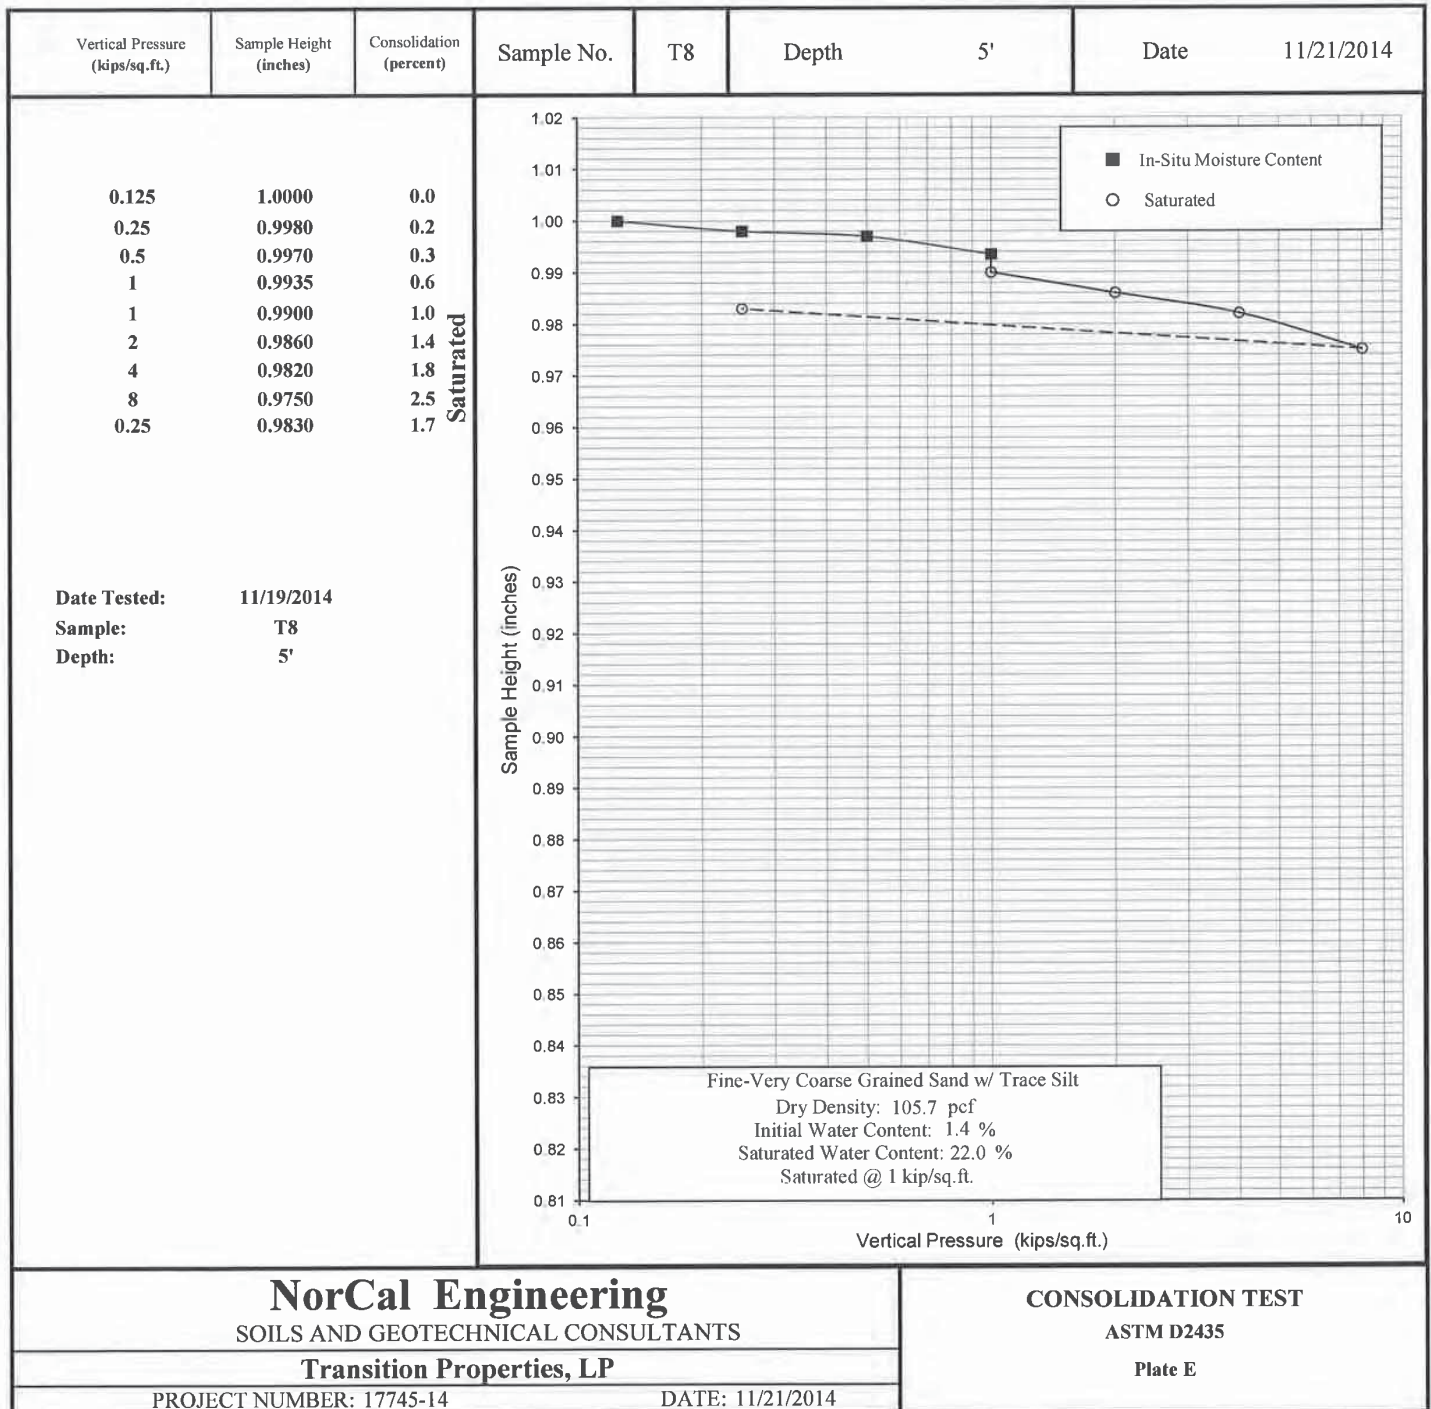 Vertical Pressure (kips/sq.ft.)
Sample Height (inches)
Consolidation (percent)
Sample No. T8 Depth 5' Date 11/21/2014
0.125 1.0000 0.0
0.25 0.9980 0.2
0.5 0.9970 0.3
1 0.9935 0.6
1 0.9900 1.0
2 0.9860 1.4
4 0.9820 1.8
8 0.9750 2.5
0.25 0.9830 1.7
Saturated
Date Tested: 11/19/2014
Sample: T8
Depth: 5'
Sample Height (inches)
1.02
1.01
1.00
0.99
0.98
0.97
0.96
0.95
0.94
0.93
0.92
0.91
0.90
0.89
0.88
0.87
0.86
0.85
0.84
0.83
0.82
0.81
In-Situ Moisture Content
Saturated
Fine-Very Coarse Grained Sand w/ Trace Silt
Dry Density: 105.7 pcf
Initial Water Content: 1.4 %
Saturated Water Content: 22.0 %
Saturated @ 1 kip/sq.ft.
0.1 1 10
Vertical Pressure (kips/sq.ft.)
NorCal Engineering
SOILS AND GEOTECHNICAL CONSULTANTS
Transition Properties, LP
PROJECT NUMBER: 17745-14 DATE: 11/21/2014
CONSOLIDATION TEST
ASTM D2435
Plate E